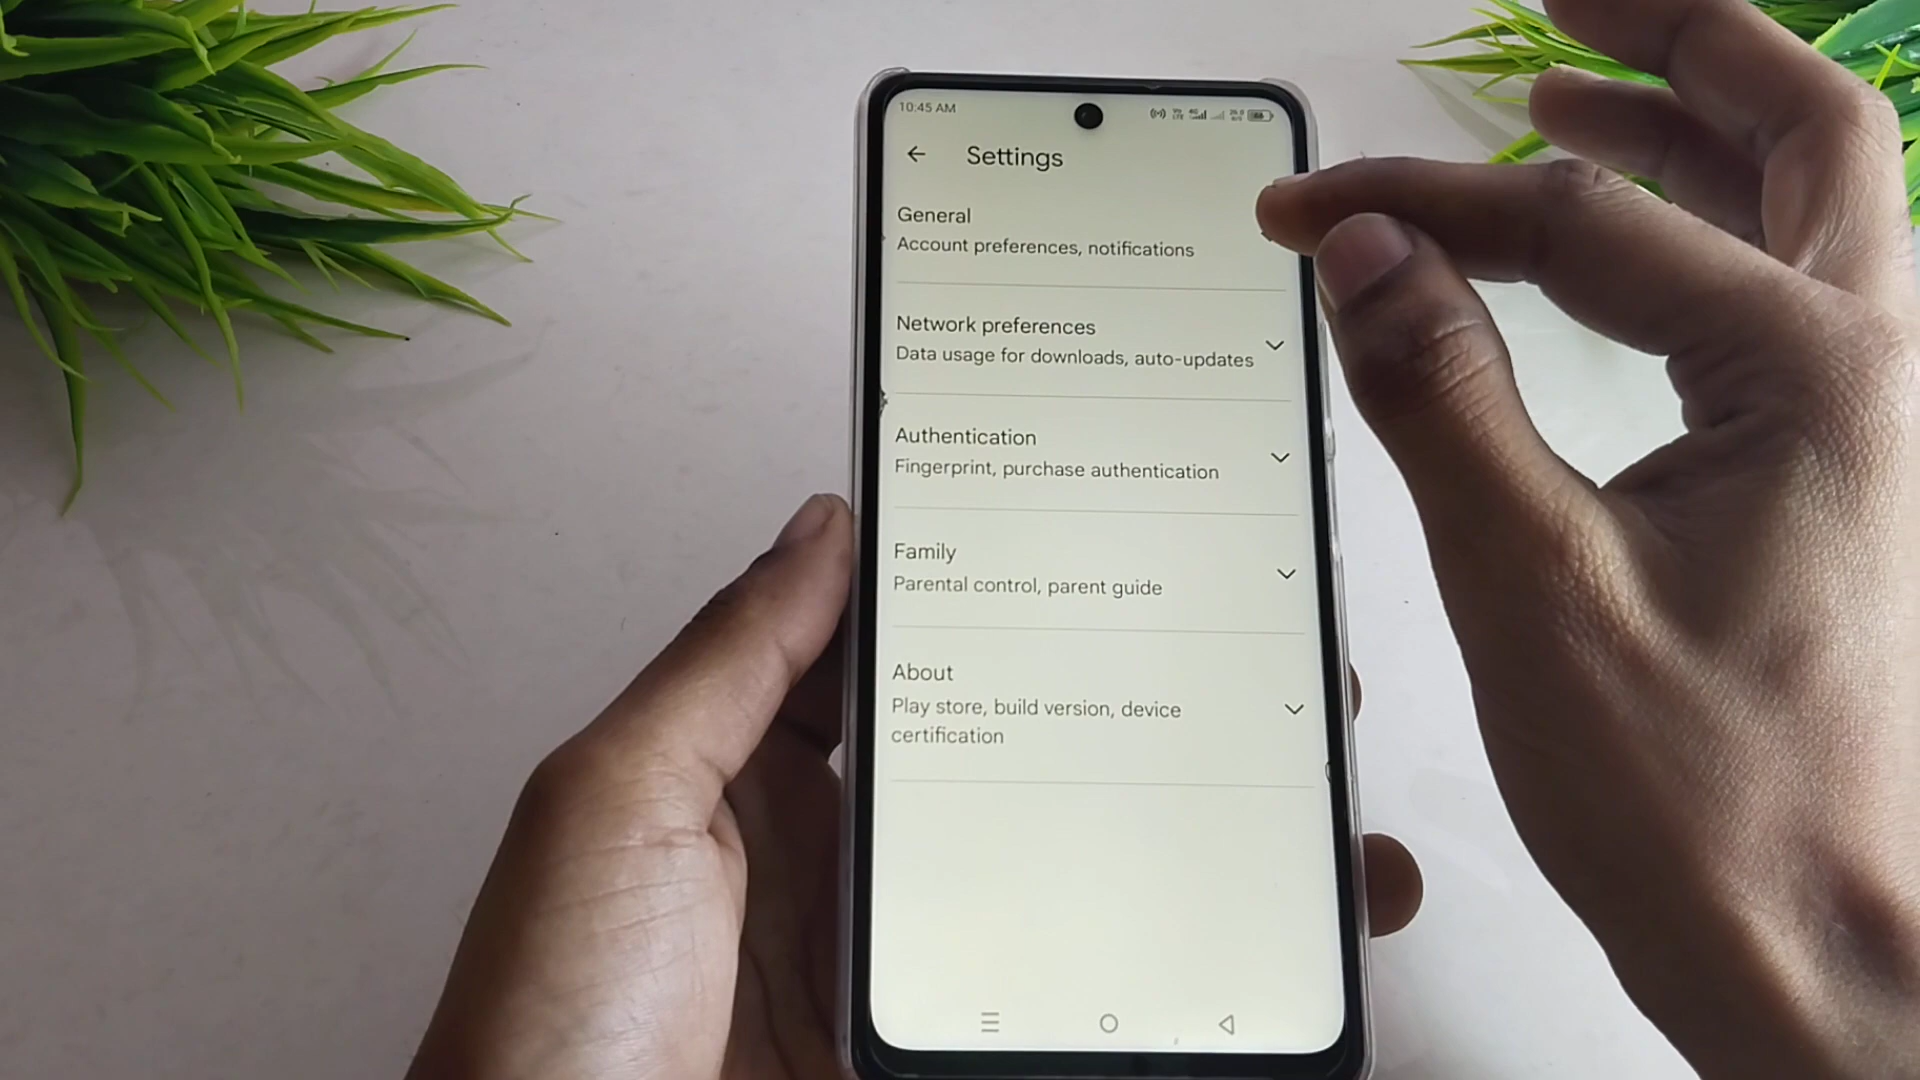 10:45 AM
Settings
General
Account preferences, notifications
Network preferences
Data usage for downloads, auto-updates
Authentication
Fingerprint, purchase authentication
Family
Parental control, parent guide
About
Play store, build version, device
certification